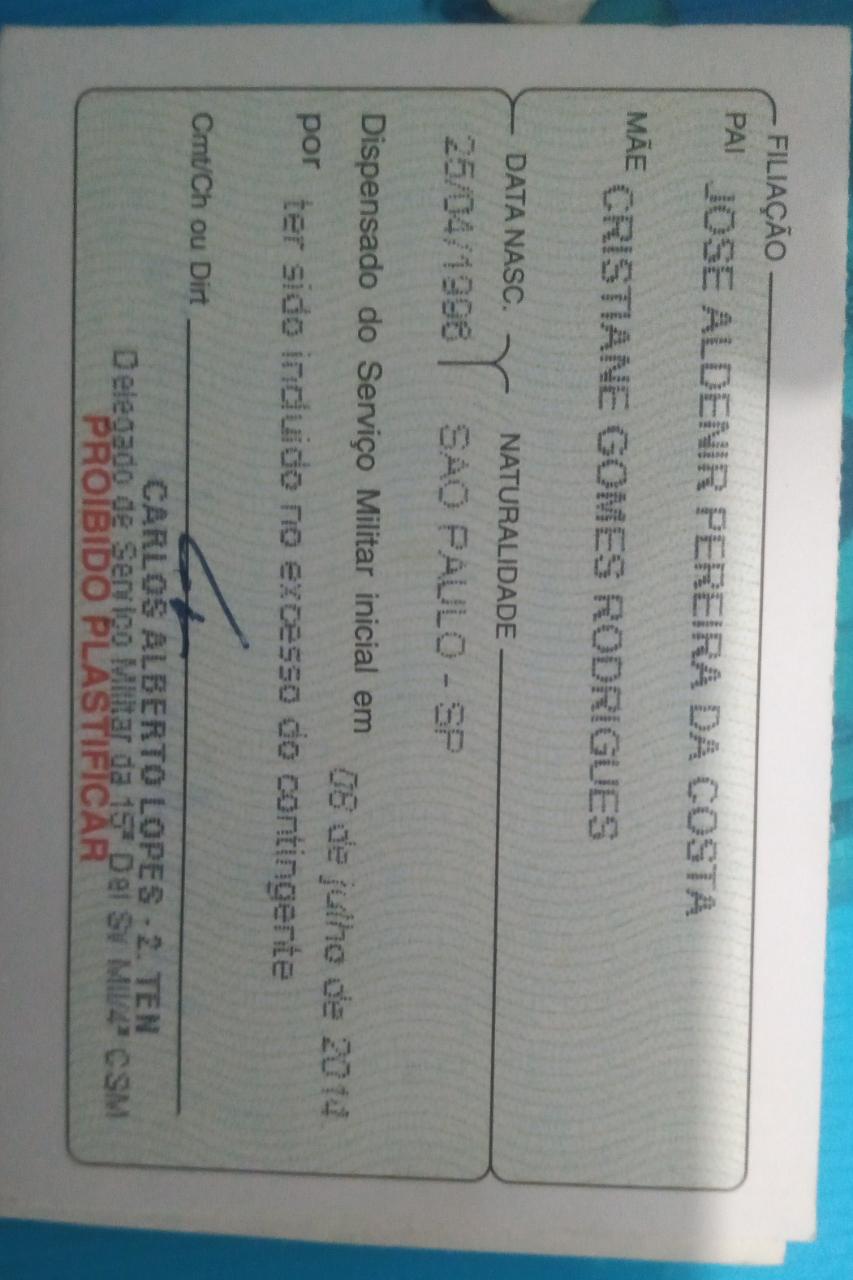 FILIAÇÃO
PAI JOSE ALDENIR PEREIRA DA COSTA
MÃE CRISTIANE GOMES RODRIGUES
DATA NASC. NATURALIDADE
25/04/1996 SAO PAULO - SP
Dispensado do Serviço Militar inicial em 08 de julho de 2014
por ter sido incluido no excesso do contingente
Cmt/Ch ou Dirt
CARLOS ALBERTO LOPES - 2. TEN
Delegado de Serviço Militar da 15ª Del Sv Mil/4ª CSM
PROIBIDO PLASTIFICAR